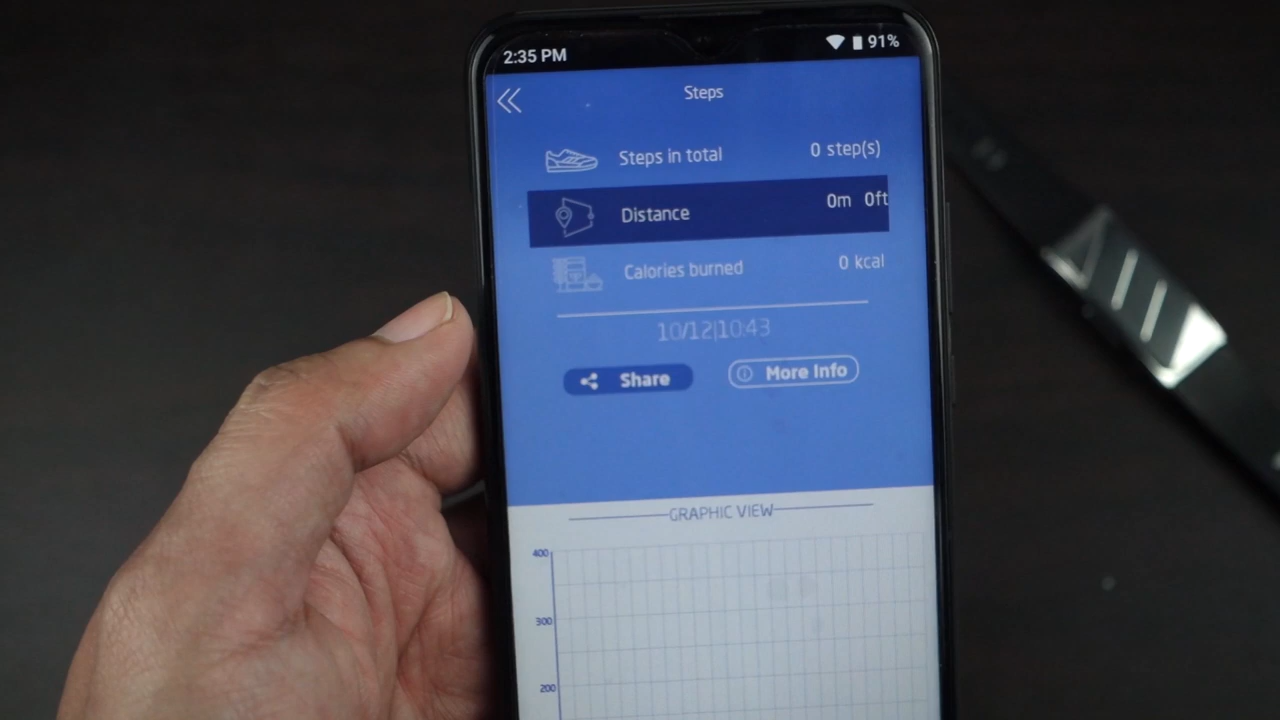 2:35 PM 91%
Steps
Steps in total 0 step(s)
Distance 0m 0ft
Calories burned 0 kcal
10/12|10:43
Share More Info
GRAPHIC VIEW
400
300
200